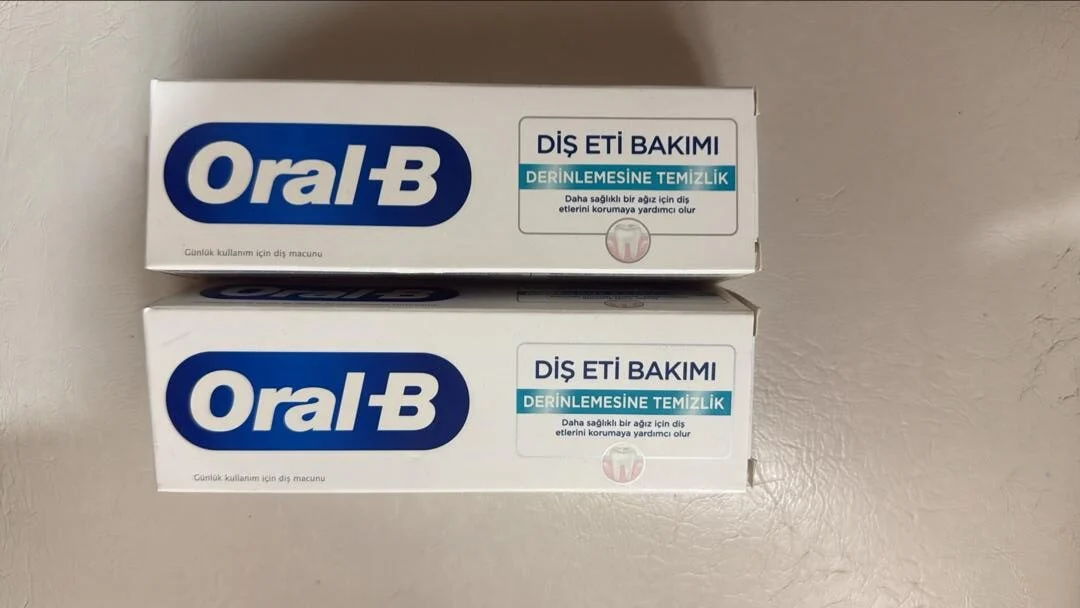 Oral-B
DİŞ ETİ BAKIMI
DERİNLEMESİNE TEMİZLİK
Daha sağlıklı bir ağız için diş
etlerini korumaya yardımcı olur
Günlük kullanım için diş macunu
Oral-B
Oral-B
DİŞ ETİ BAKIMI
DERİNLEMESİNE TEMİZLİK
Daha sağlıklı bir ağız için diş
etlerini korumaya yardımcı olur
Günlük kullanım için diş macunu